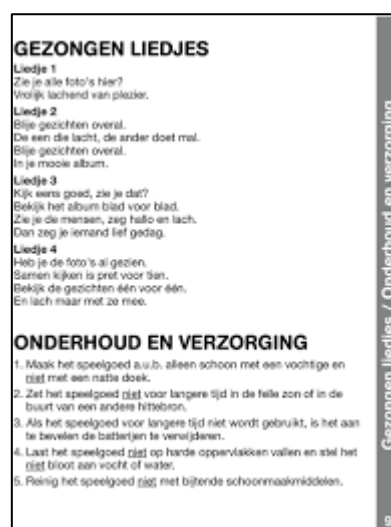 GEZONGEN LIEDJES
Liedje 1
Zie je alle foto's hier?
Vrolijk lachend van plezier.
Liedje 2
Blije gezichten overal.
De een die lacht, de ander doet mal.
Blije gezichten overal.
In je mooie album.
Liedje 3
Kijk eens goed, zie je dat?
Bekijk het album blad voor blad.
Zie je de mensen, zeg hallo en lach.
Dan zeg je iemand lief gedag.
Liedje 4
Heb je de foto's al gezien.
Samen kijken is pret voor tien.
Bekijk de gezichten één voor één.
En lach maar met ze mee.
ONDERHOUD EN VERZORGING
1. Maak het speelgoed a.u.b. alleen schoon met een vochtige en
niet met een natte doek.
2. Zet het speelgoed niet voor langere tijd in de felle zon of in de
buurt van een andere hittebron.
3. Als het speelgoed voor langere tijd niet wordt gebruikt, is het aan
te bevelen de batterijen te verwijderen.
4. Laat het speelgoed niet op harde oppervlakken vallen en stel het
niet bloot aan vocht of water.
5. Reinig het speelgoed niet met bijtende schoonmaakmiddelen.
Gezongen liedjes / Onderhoud en verzorging